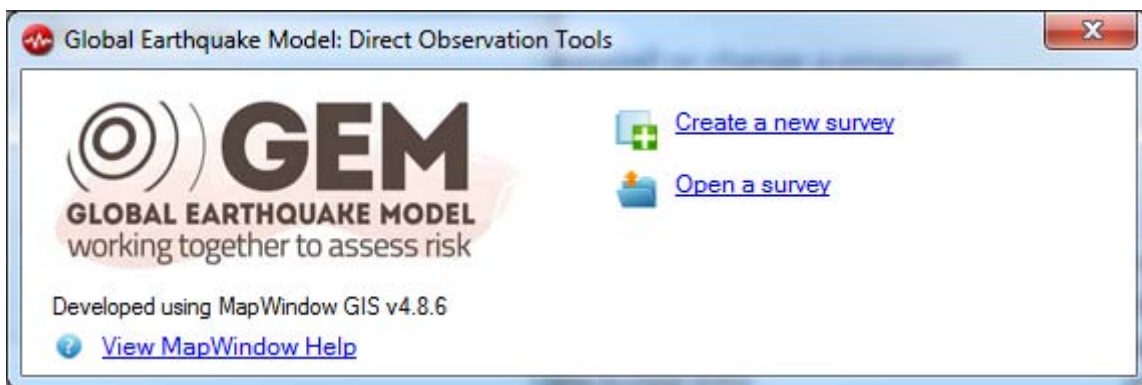 Global Earthquake Model: Direct Observation Tools
GEM
GLOBAL EARTHQUAKE MODEL
working together to assess risk
Create a new survey
Open a survey
Developed using MapWindow GIS v4.8.6
View MapWindow Help